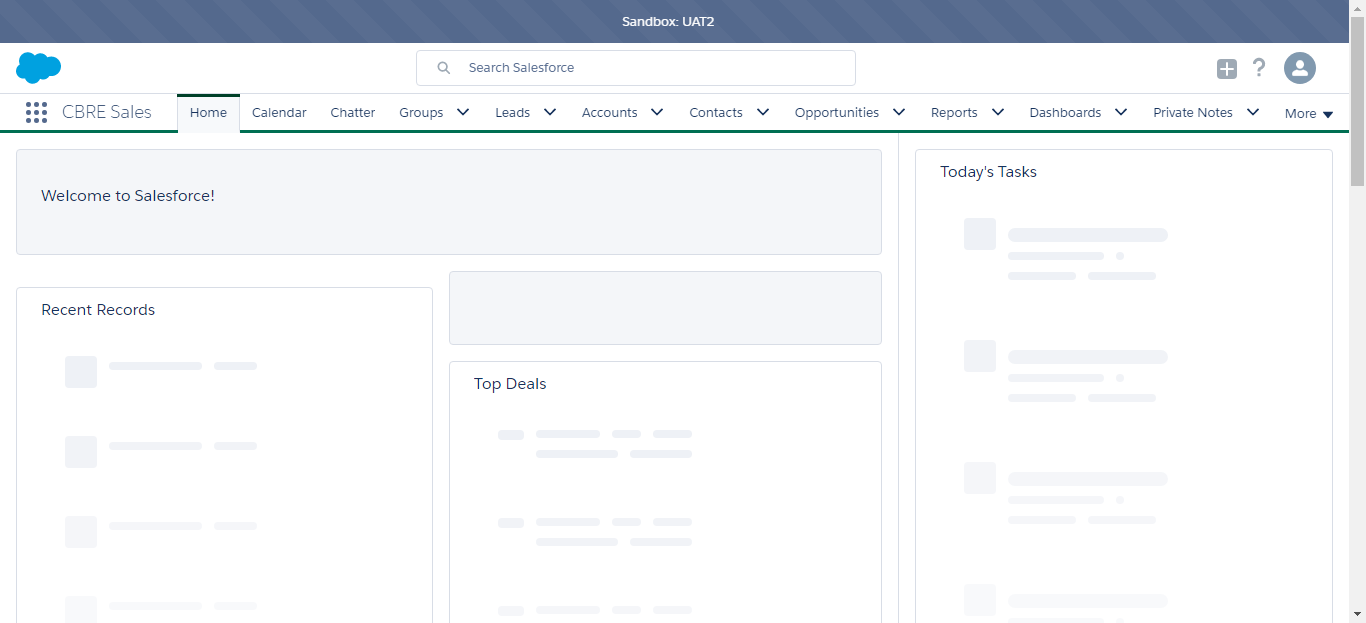 Sandbox: UAT2
Search Salesforce
CBRE Sales Home Calendar Chatter Groups Leads Accounts Contacts Opportunities Reports Dashboards Private Notes More
Welcome to Salesforce!
Today's Tasks
Recent Records
Top Deals